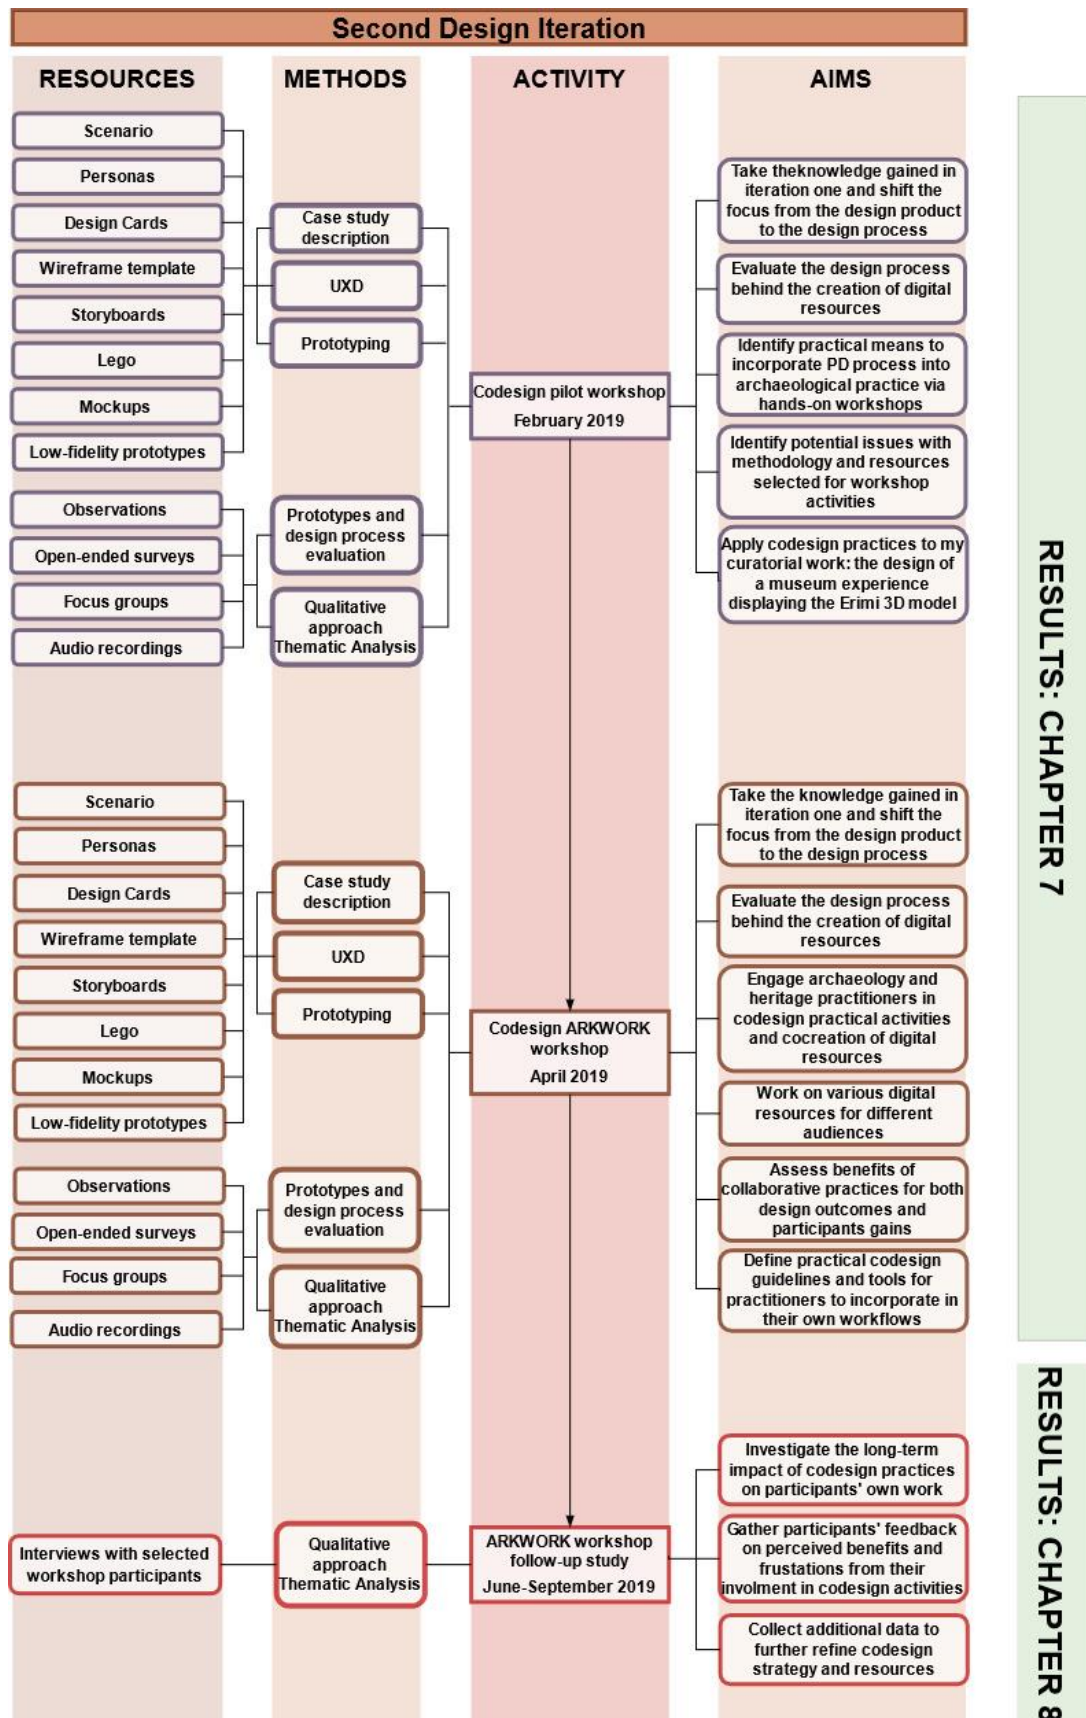 Second Design Iteration
RESOURCES
METHODS
ACTIVITY
AIMS
Scenario
Personas
Design Cards
Wireframe template
Storyboards
Lego
Mockups
Low-fidelity prototypes
Observations
Open-ended surveys
Focus groups
Audio recordings
Case study
description
UXD
Prototyping
Prototypes and
design process
evaluation
Qualitative
approach
Thematic Analysis
Codesign pilot workshop
February 2019
Take theknowledge gained in
iteration one and shift the
focus from the design product
to the design process
Evaluate the design process
behind the creation of digital
resources
Identify practical means to
incorporate PD process into
archaeological practice via
hands-on workshops
Identify potential issues with
methodology and resources
selected for workshop
activities
Apply codesign practices to my
curatorial work: the design of
a museum experience
displaying the Erimi 3D model
RESULTS: CHAPTER 7
Scenario
Personas
Design Cards
Wireframe template
Storyboards
Lego
Mockups
Low-fidelity prototypes
Observations
Open-ended surveys
Focus groups
Audio recordings
Case study
description
UXD
Prototyping
Prototypes and
design process
evaluation
Qualitative
approach
Thematic Analysis
Codesign ARKWORK
workshop
April 2019
Take the knowledge gained in
iteration one and shift the
focus from the design product
to the design process
Evaluate the design process
behind the creation of digital
resources
Engage archaeology and
heritage practitioners in
codesign practical activities
and cocreation of digital
resources
Work on various digital
resources for different
audiences
Assess benefits of
collaborative practices for both
design outcomes and
participants gains
Define practical codesign
guidelines and tools for
practitioners to incorporate in
their own workflows
Interviews with selected
workshop participants
Qualitative
approach
Thematic Analysis
ARKWORK workshop
follow-up study
June-September 2019
Investigate the long-term
impact of codesign practices
on participants' own work
Gather participants' feedback
on perceived benefits and
frustations from their
involment in codesign activities
Collect additional data to
further refine codesign
strategy and resources
RESULTS: CHAPTER 8